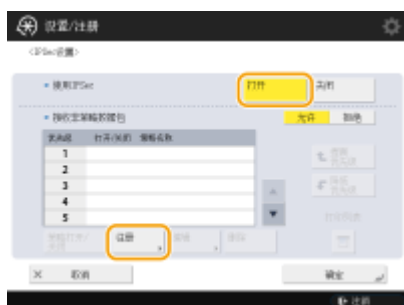 设置/注册
<IPSec设置>
使用IPSec
打开 关闭
接收非策略数据包
允许 拒绝
优先级 打开/关闭 策略名称
1
2
3
4
5
注册
编辑 删除
× 取消
确定
注销